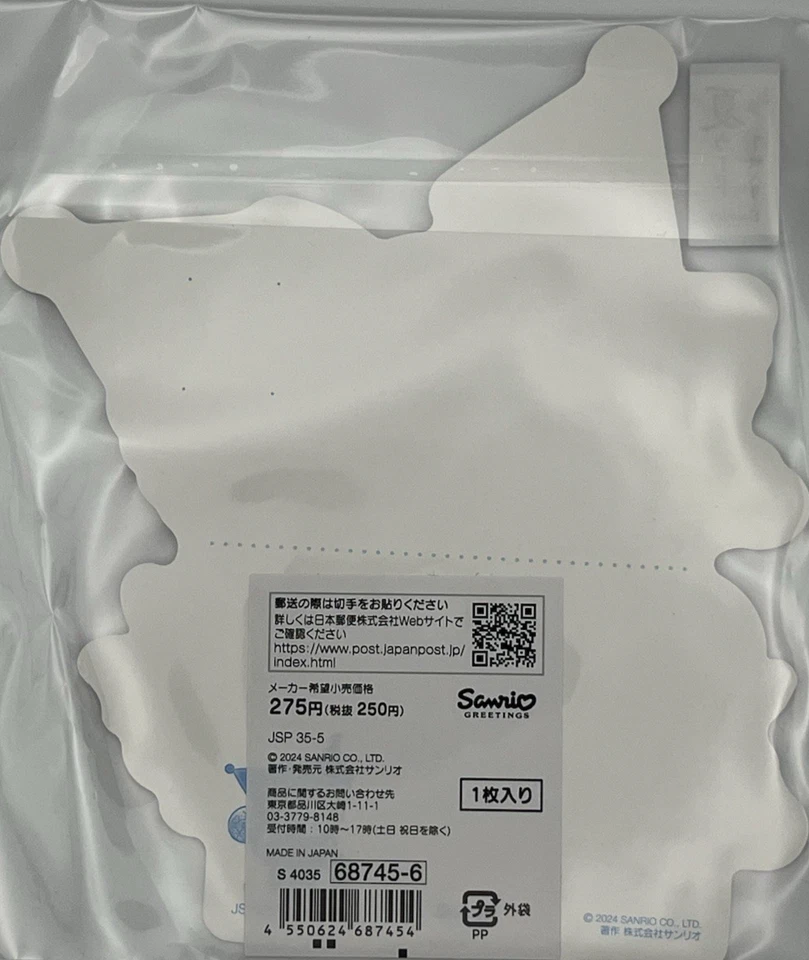 郵送の際は切手をお貼りください
詳しくは日本郵便株式会社Webサイトで
ご確認ください
https://www.post.japanpost.jp/
index.html
メーカー希望小売価格
275円(税抜 250円)
Sanrio
GREETINGS
JSP 35-5
© 2024 SANRIO CO., LTD.
著作・発売元 株式会社サンリオ
1枚入り
商品に関するお問い合わせ先
東京都品川区大崎1-11-1
03-3779-8148
受付時間:10時～17時(土日 祝日を除く)
MADE IN JAPAN
S 4035 68745-6
4 550624 687454
プラ 外袋
PP
JS
© 2024 SANRIO CO., LTD.
著作 株式会社サンリオ